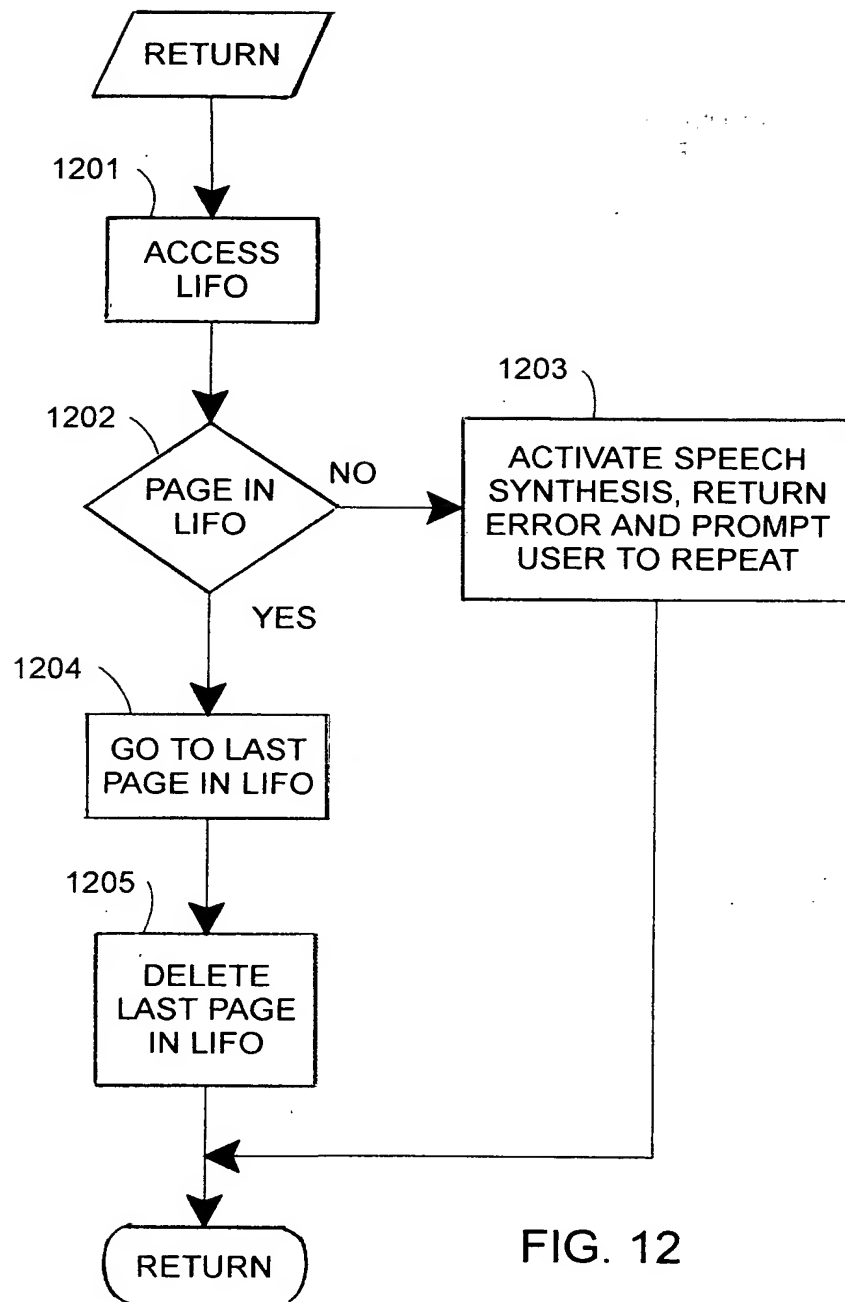 RETURN
1201
ACCESS
LIFO
1202
PAGE IN
LIFO
NO
YES
1203
ACTIVATE SPEECH
SYNTHESIS, RETURN
ERROR AND PROMPT
USER TO REPEAT
1204
GO TO LAST
PAGE IN LIFO
1205
DELETE
LAST PAGE
IN LIFO
RETURN
FIG. 12